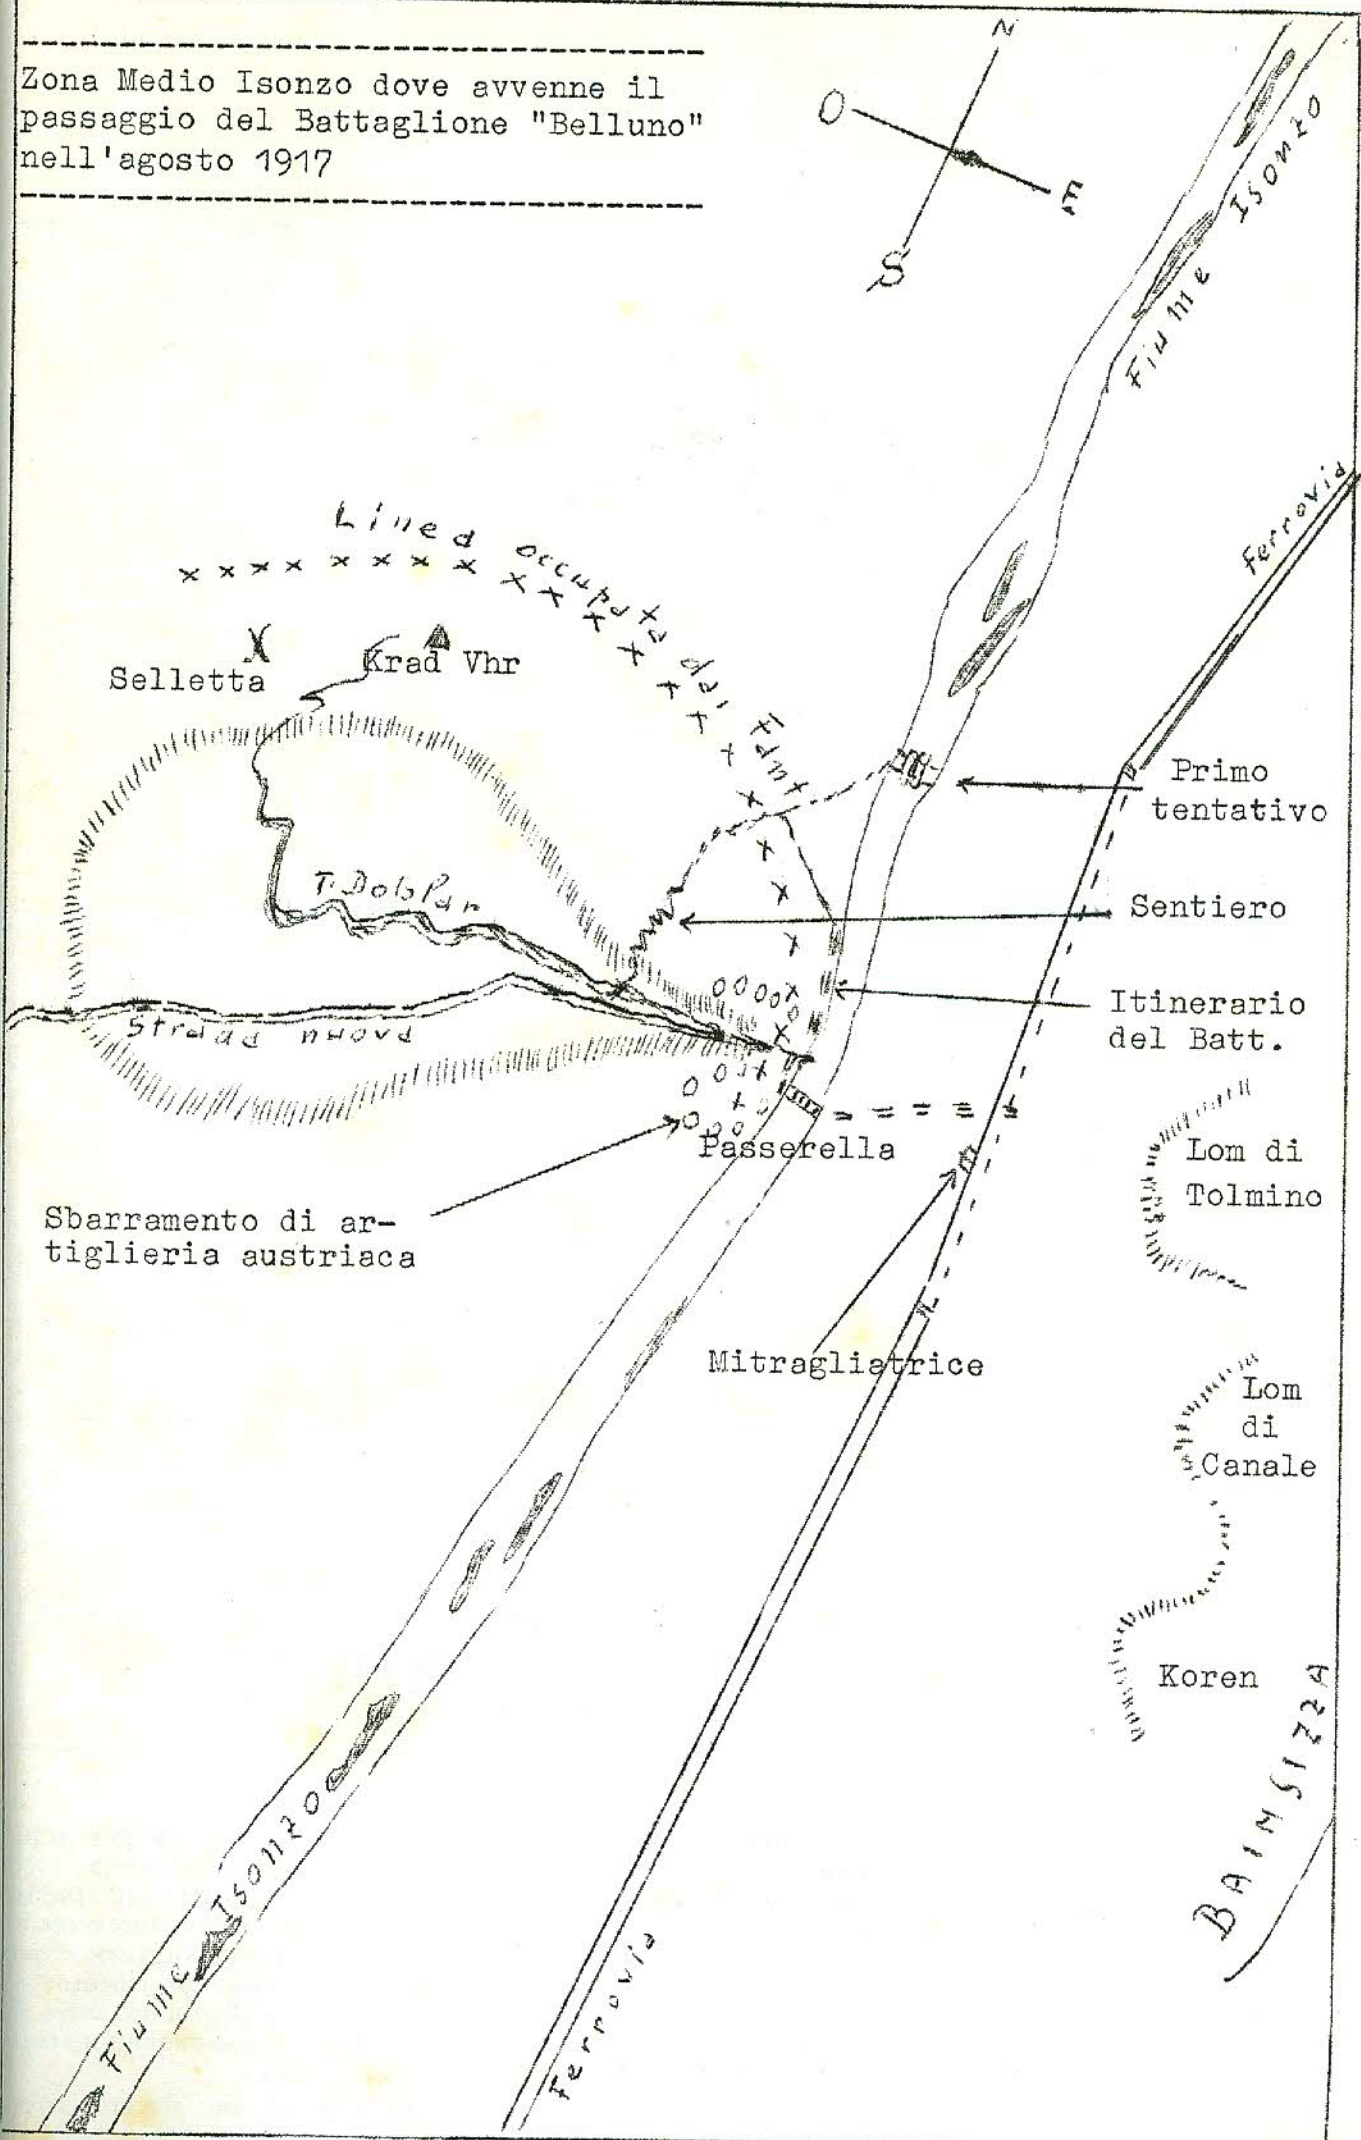 Zona Medio Isonzo dove avvenne il
passaggio del Battaglione "Belluno"
nell'agosto 1917
N
O
E
S
Fiume Isonzo
Ferrovia
Linea occupata dai Fanti
Selletta
Krad Vhr
Primo
tentativo
T. Doblar
Sentiero
Itinerario
del Batt.
Strada nuova
Passerella
Lom di
Tolmino
Sbarramento di ar-
tiglieria austriaca
Mitragliatrice
Lom
di
Canale
Koren
BAINSIZZA
Fiume Isonzo
Ferrovia